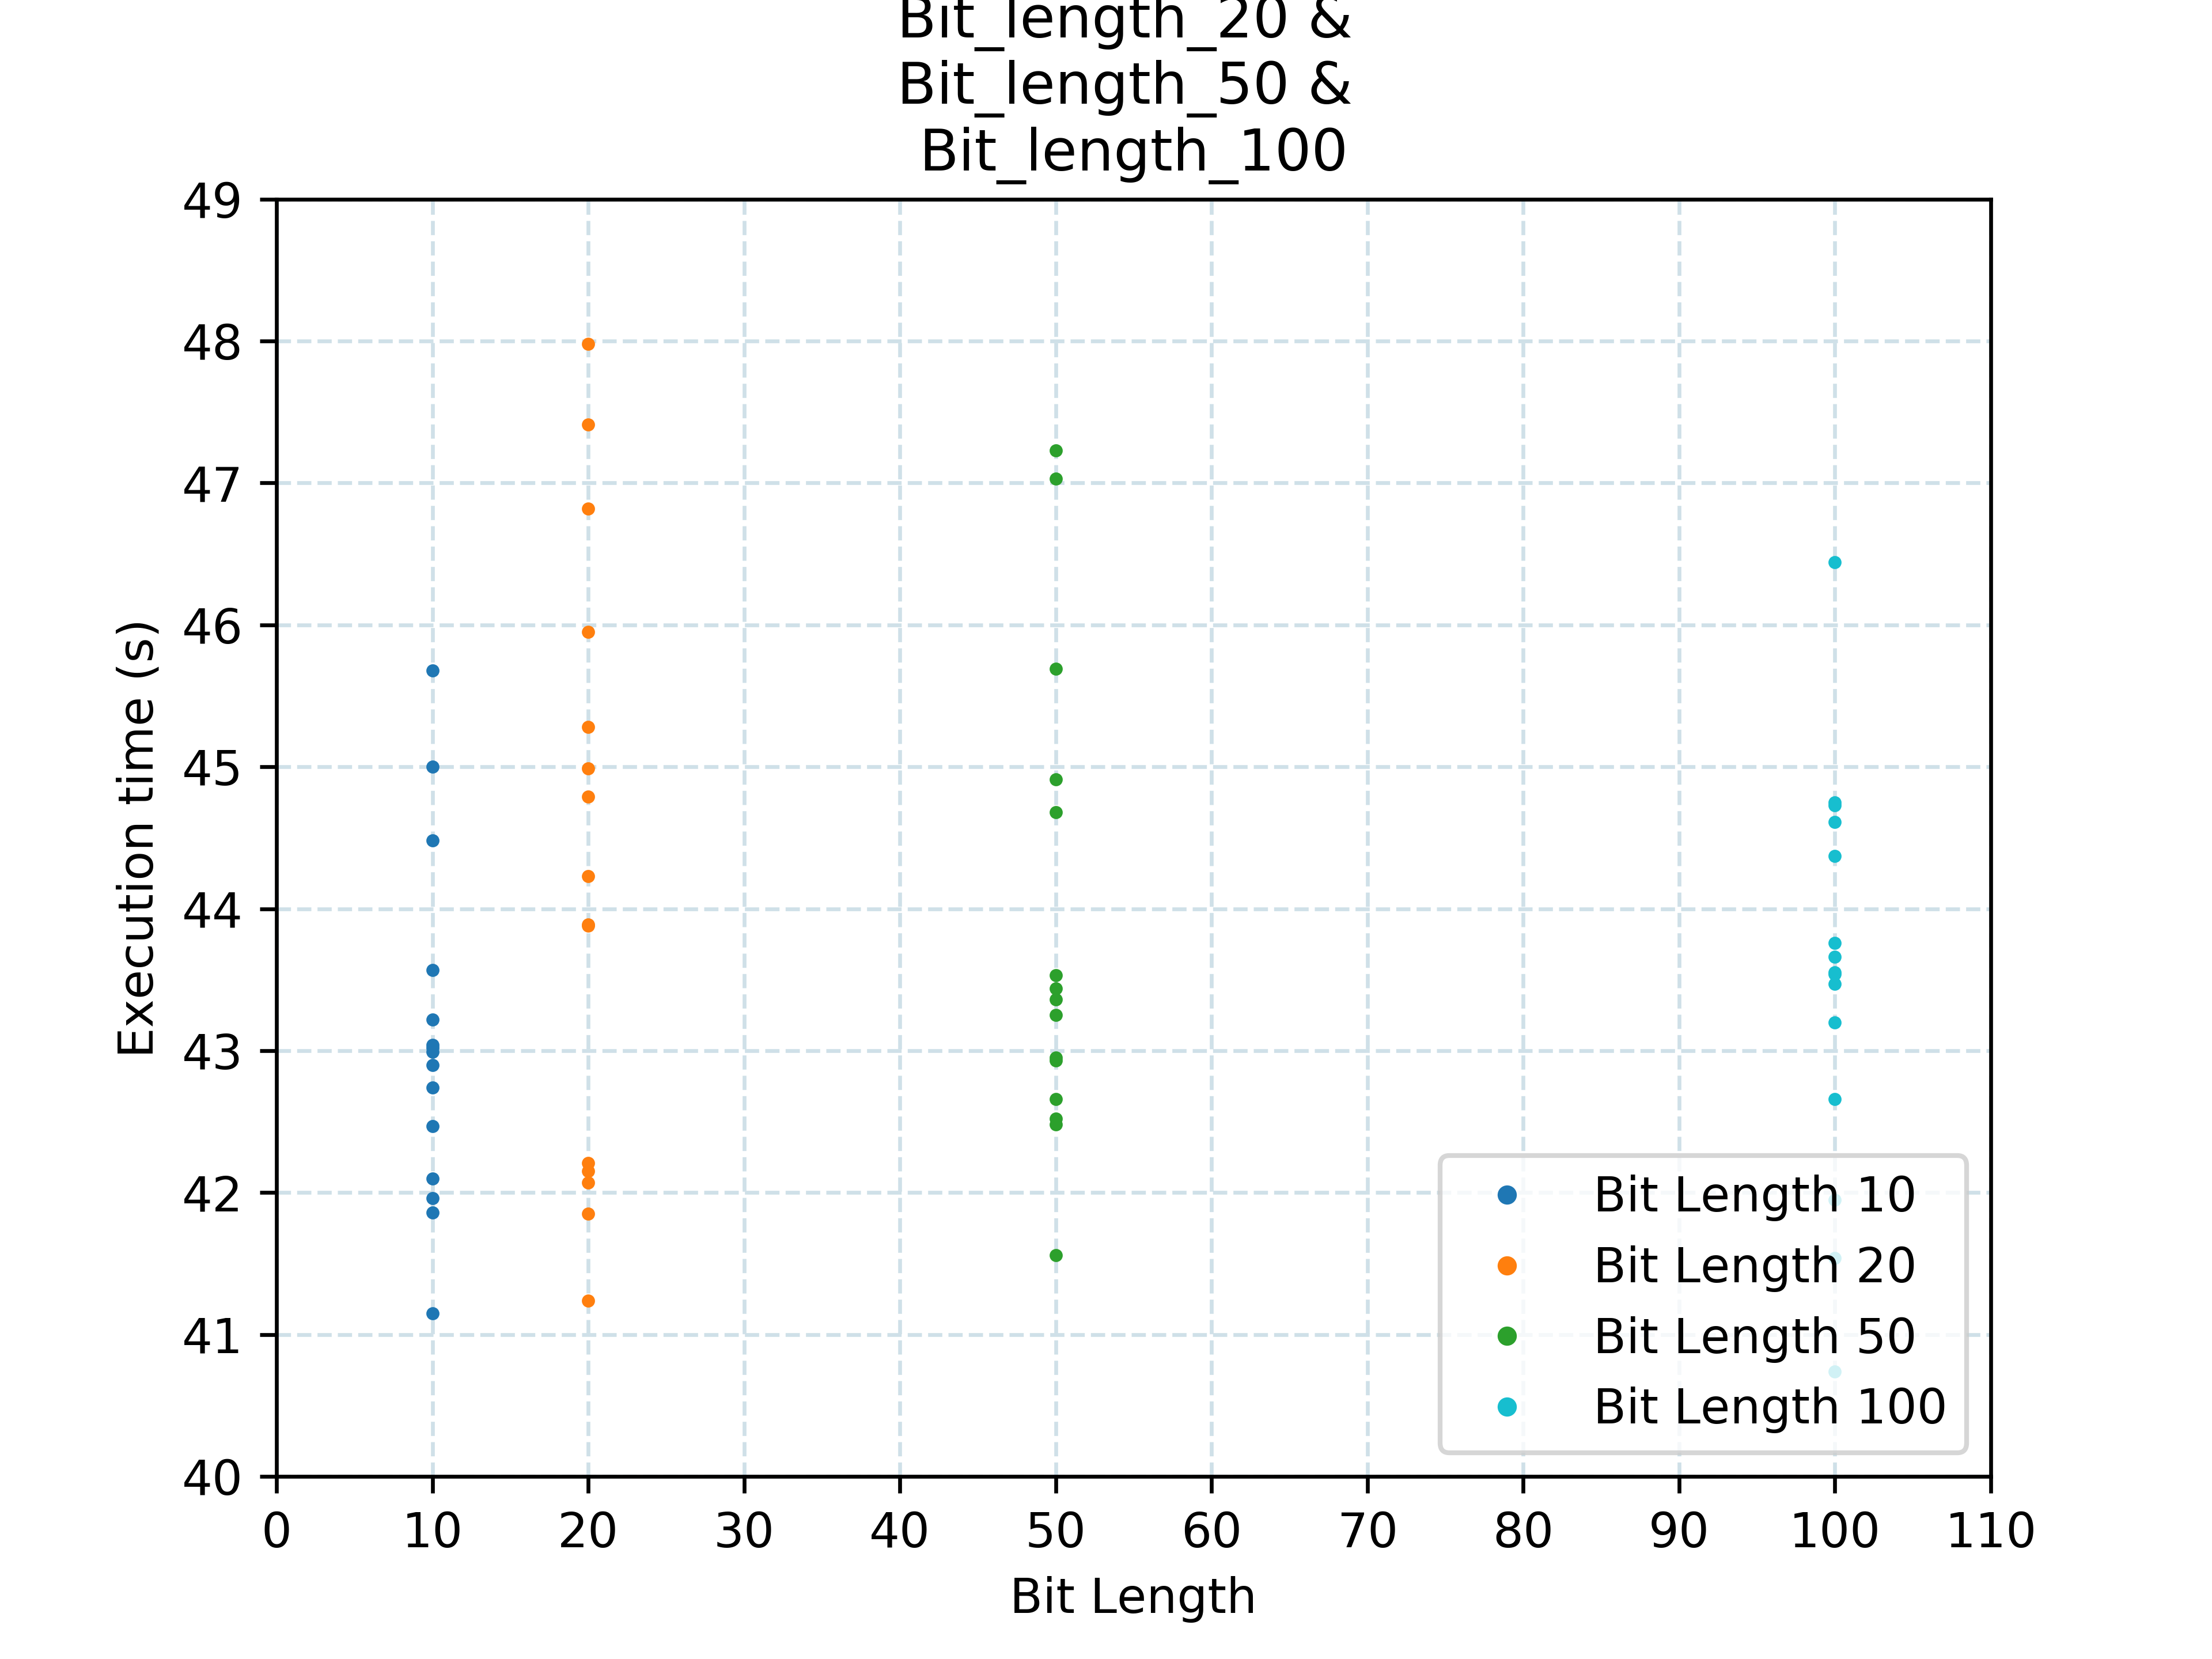 Bit_length_20 &
Bit_length_50 &
Bit_length_100
49
48
47
46
45
44
43
42
41
40
Execution time (s)
Bit Length 10
Bit Length 20
Bit Length 50
Bit Length 100
0 10 20 30 40 50 60 70 80 90 100 110
Bit Length